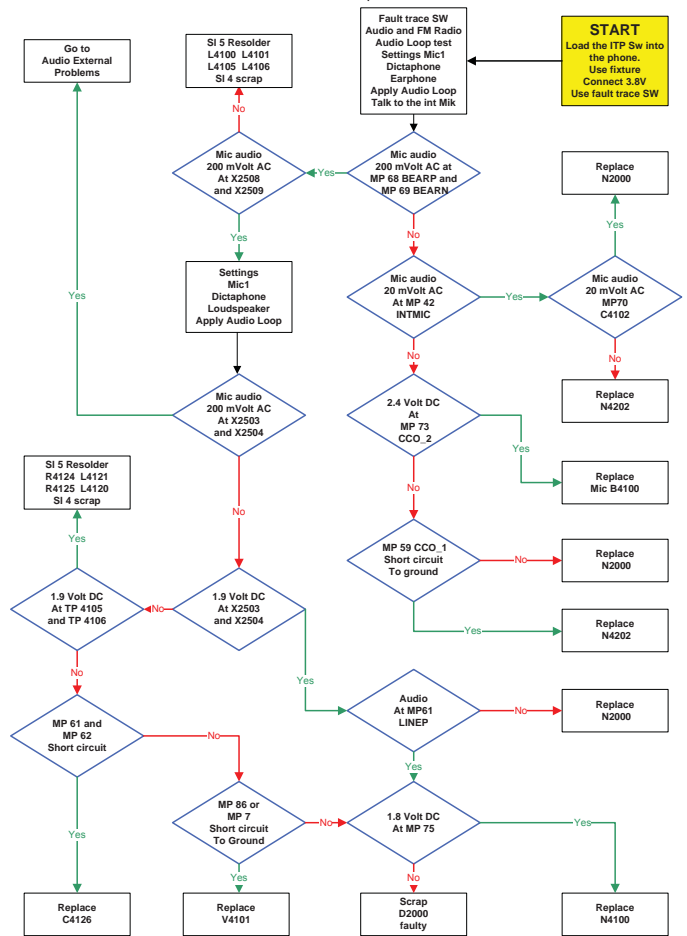 START
Load the ITP Sw into
the phone.
Use fixture
Connect 3.8V
Use fault trace SW
Fault trace SW
Audio and FM Radio
Audio Loop test
Settings Mic1
Dictaphone
Earphone
Apply Audio Loop
Talk to the int Mik
SI 5 Resolder
L4100 L4101
L4105 L4106
SI 4 scrap
Go to
Audio External
Problems
No
Mic audio
200 mVolt AC
At X2508
and X2509
Yes
Mic audio
200 mVolt AC at
MP 68 BEARP and
MP 69 BEARN
Replace
N2000
Yes
No
Yes
Settings
Mic1
Dictaphone
Loudspeaker
Apply Audio Loop
Mic audio
20 mVolt AC
At MP 42
INTMIC
Yes
Mic audio
20 mVolt AC
MP70
C4102
Yes
No
No
Mic audio
200 mVolt AC
At X2503
and X2504
2.4 Volt DC
At
MP 73
CCO_2
Replace
N4202
Yes
SI 5 Resolder
R4124 L4121
R4125 L4120
SI 4 scrap
Replace
Mic B4100
No
No
Yes
MP 59 CCO_1
Short circuit
To ground
No
Replace
N2000
1.9 Volt DC
At TP 4105
and TP 4106
No
1.9 Volt DC
At X2503
and X2504
Yes
Replace
N4202
No
Yes
Audio
At MP61
LINEP
No
Replace
N2000
MP 61 and
MP 62
Short circuit
No
Yes
MP 86 or
MP 7
Short circuit
To Ground
No
1.8 Volt DC
At MP 75
Yes
Yes
Yes
No
Replace
C4126
Replace
V4101
Scrap
D2000
faulty
Replace
N4100